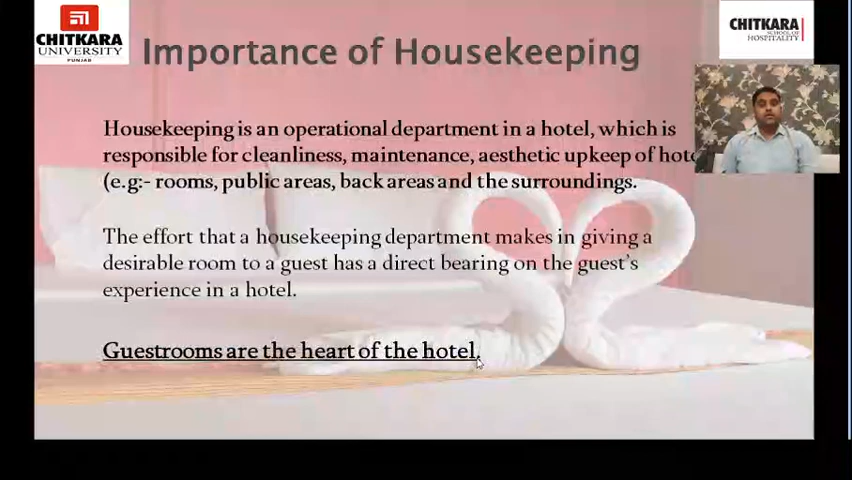 CHITKARA
UNIVERSITY
PUNJAB
Importance of Housekeeping
CHITKARA
SCHOOL OF
HOSPITALITY
Housekeeping is an operational department in a hotel, which is
responsible for cleanliness, maintenance, aesthetic upkeep of
(e.g:- rooms, public areas, back areas and the surroundings.
The effort that a housekeeping department makes in giving a
desirable room to a guest has a direct bearing on the guest's
experience in a hotel.
Guestrooms are the heart of the hotel.